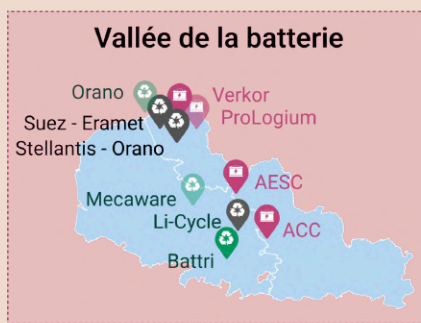 Vallée de la batterie
Orano
Verkor
Suez - Eramet
ProLogium
Stellantis - Orano
AESC
Mecaware
Li-Cycle
ACC
Battri